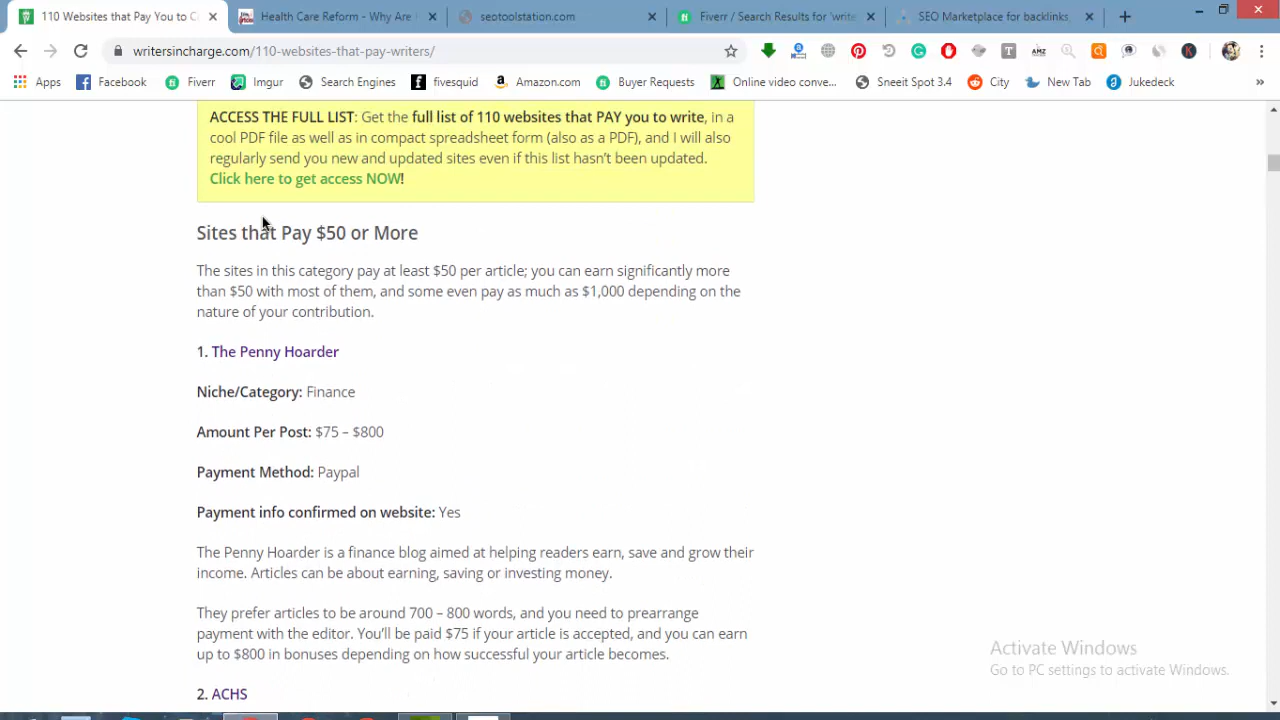 110 Websites that Pay You to C
Health Care Reform - Why Are
seotoolstation.com
Fiverr / Search Results for 'write
SEO Marketplace for backlinks,
writersincharge.com/110-websites-that-pay-writers/
Apps
Facebook
Fiverr
Imgur
Search Engines
fivesquid
Amazon.com
Buyer Requests
Online video conve...
Sneeit Spot 3.4
City
New Tab
Jukedeck
»
ACCESS THE FULL LIST: Get the full list of 110 websites that PAY you to write, in a
cool PDF file as well as in compact spreadsheet form (also as a PDF), and I will also
regularly send you new and updated sites even if this list hasn't been updated.
Click here to get access NOW!
Sites that Pay $50 or More
The sites in this category pay at least $50 per article; you can earn significantly more
than $50 with most of them, and some even pay as much as $1,000 depending on the
nature of your contribution.
1. The Penny Hoarder
Niche/Category: Finance
Amount Per Post: $75 – $800
Payment Method: Paypal
Payment info confirmed on website: Yes
The Penny Hoarder is a finance blog aimed at helping readers earn, save and grow their
income. Articles can be about earning, saving or investing money.
They prefer articles to be around 700 – 800 words, and you need to prearrange
payment with the editor. You'll be paid $75 if your article is accepted, and you can earn
up to $800 in bonuses depending on how successful your article becomes.
2. ACHS
Activate Windows
Go to PC settings to activate Windows.